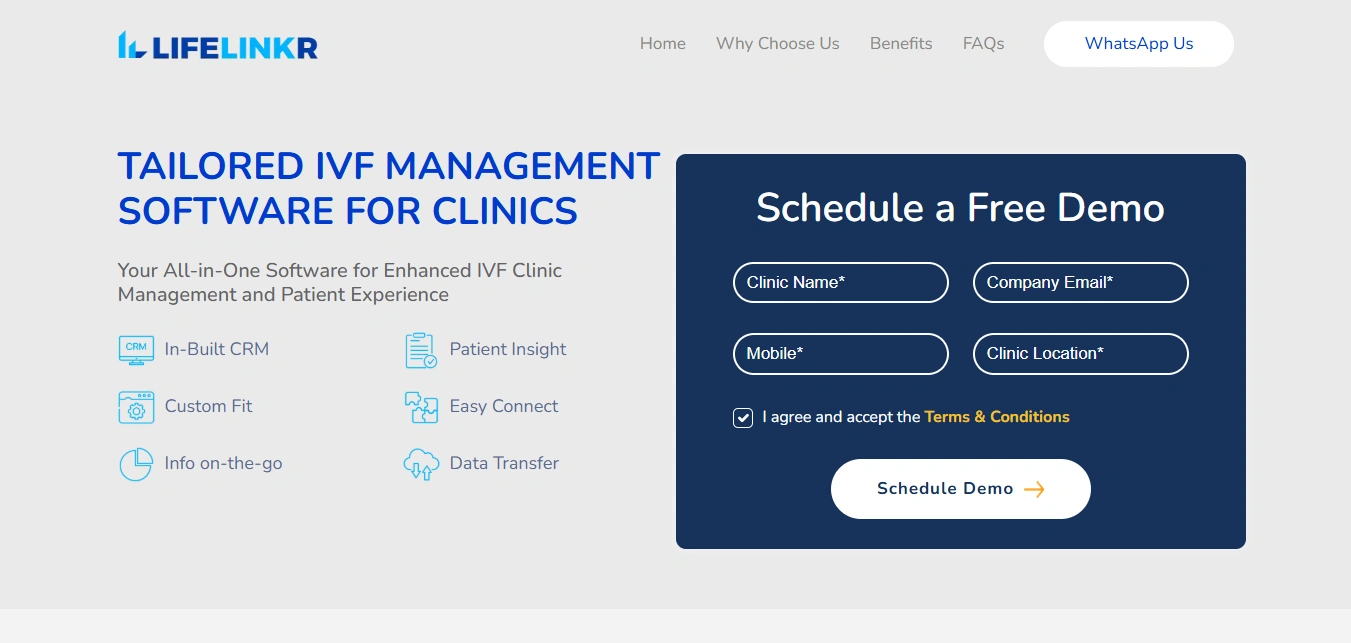 LIFELINKR
Home Why Choose Us Benefits FAQs WhatsApp Us
TAILORED IVF MANAGEMENT
SOFTWARE FOR CLINICS
Your All-in-One Software for Enhanced IVF Clinic
Management and Patient Experience
CRM In-Built CRM
Patient Insight
Custom Fit
Easy Connect
Info on-the-go
Data Transfer
Schedule a Free Demo
Clinic Name*
Company Email*
Mobile*
Clinic Location*
I agree and accept the Terms & Conditions
Schedule Demo